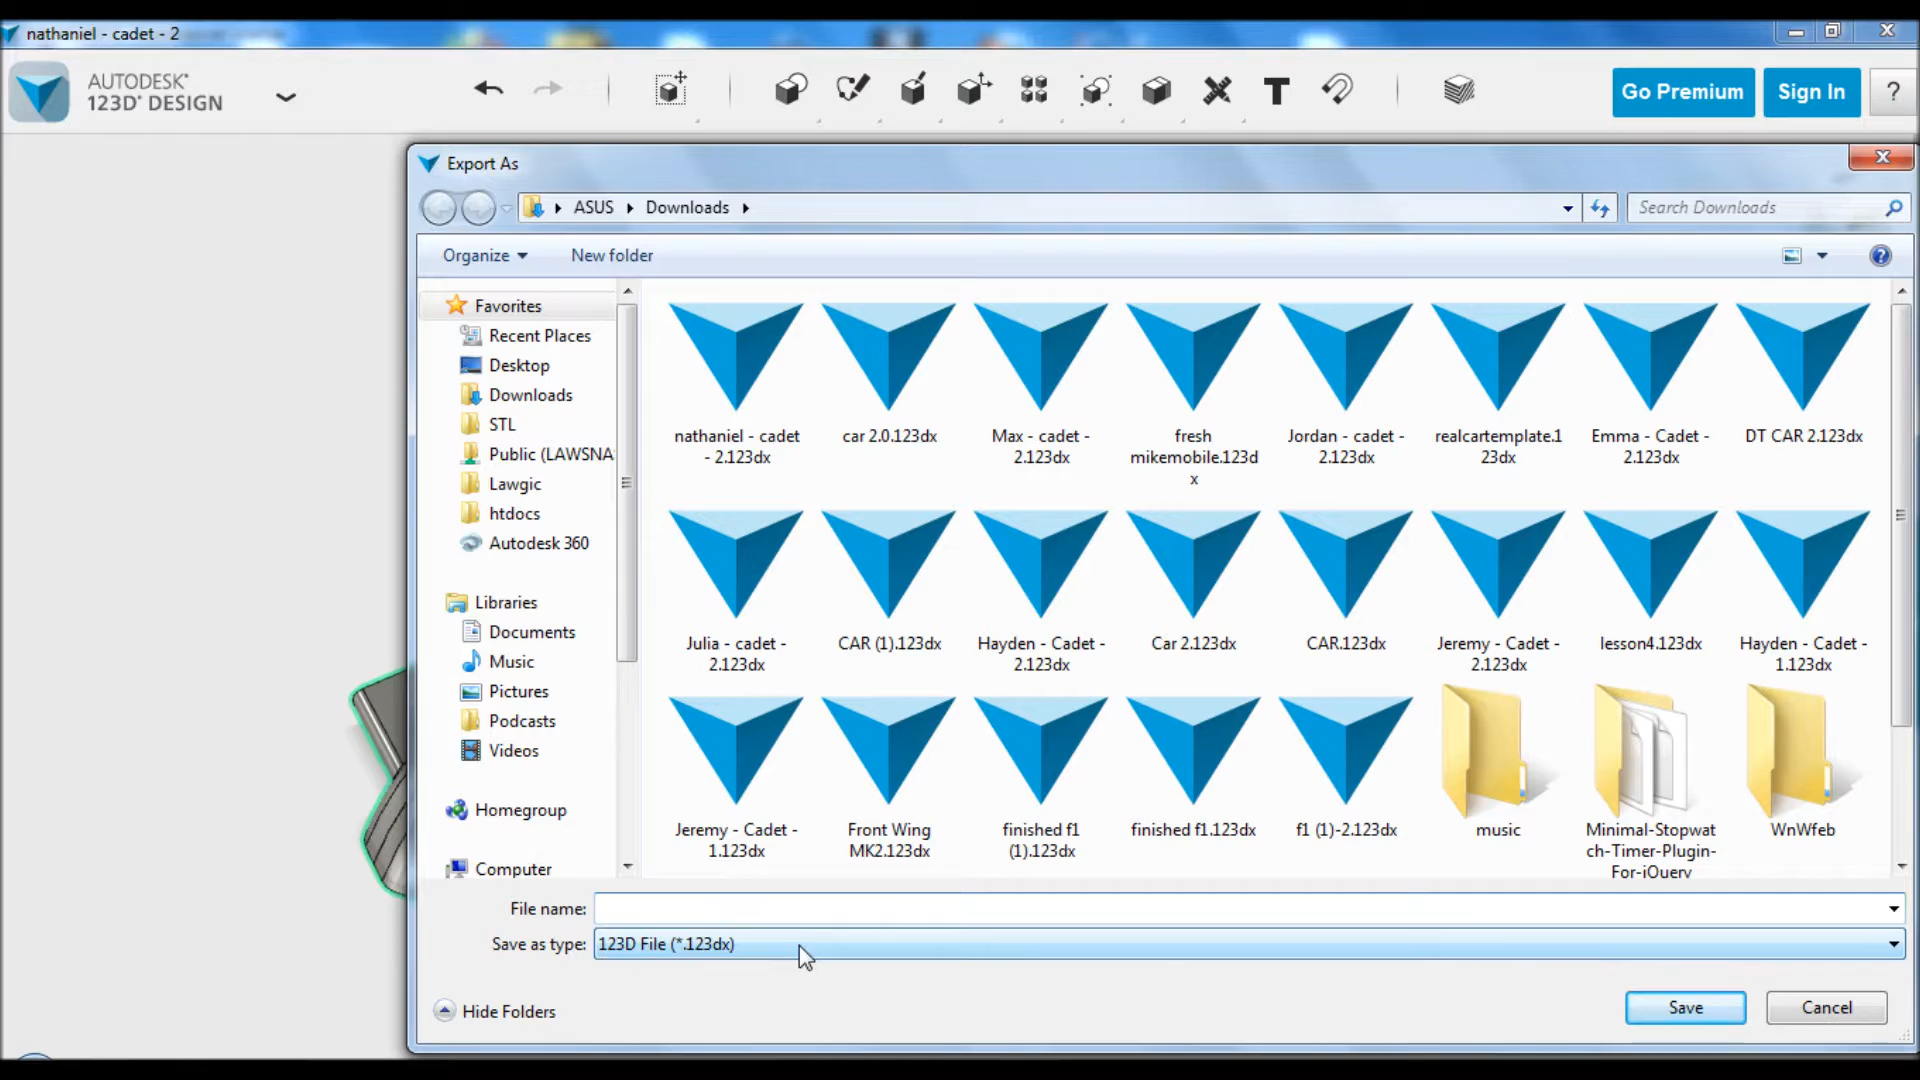 nathaniel - cadet - 2
AUTODESK®
123D® DESIGN
T
Go Premium
Sign In
?
Export As
ASUS
Downloads
Search Downloads
Organize
New folder
?
Favorites
Recent Places
Desktop
Downloads
STL
Public (LAWSNA
Lawgic
htdocs
Autodesk 360
Libraries
Documents
Music
Pictures
Podcasts
Videos
Homegroup
Computer
nathaniel - cadet
- 2.123dx
car 2.0.123dx
Max - cadet -
2.123dx
fresh
mikemobile.123d
x
Jordan - cadet -
2.123dx
realcartemplate.1
23dx
Emma - Cadet -
2.123dx
DT CAR 2.123dx
Julia - cadet -
2.123dx
CAR (1).123dx
Hayden - Cadet -
2.123dx
Car 2.123dx
CAR.123dx
Jeremy - Cadet -
2.123dx
lesson4.123dx
Hayden - Cadet -
1.123dx
Jeremy - Cadet -
1.123dx
Front Wing
MK2.123dx
finished f1
(1).123dx
finished f1.123dx
f1 (1)-2.123dx
music
Minimal-Stopwat
ch-Timer-Plugin-
For-jQuery
WnWfeb
File name:
Save as type: 123D File (*.123dx)
Hide Folders
Save
Cancel